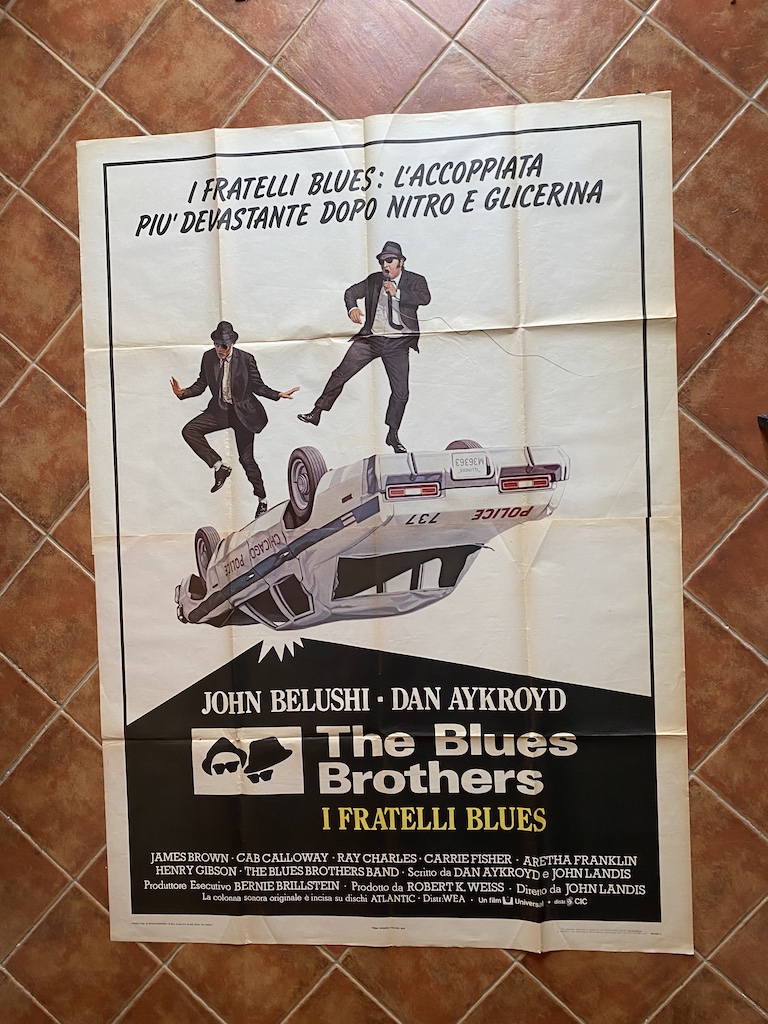 I FRATELLI BLUES: L'ACCOPPIATA
PIU' DEVASTANTE DOPO NITRO E GLICERINA
ILLINOIS
M36363
737 POLICE
CHICAGO POLICE
JOHN BELUSHI · DAN AYKROYD
The Blues
Brothers
I FRATELLI BLUES
JAMES BROWN · CAB CALLOWAY · RAY CHARLES · CARRIE FISHER · ARETHA FRANKLIN
HENRY GIBSON · THE BLUES BROTHERS BAND · Scritto da DAN AYKROYD e JOHN LANDIS
Produttore Esecutivo BERNIE BRILLSTEIN · Prodotto da ROBERT K. WEISS · Diretto da JOHN LANDIS
La colonna sonora originale è incisa su dischi ATLANTIC · Distr. WEA · Un film Universal · distr. CIC